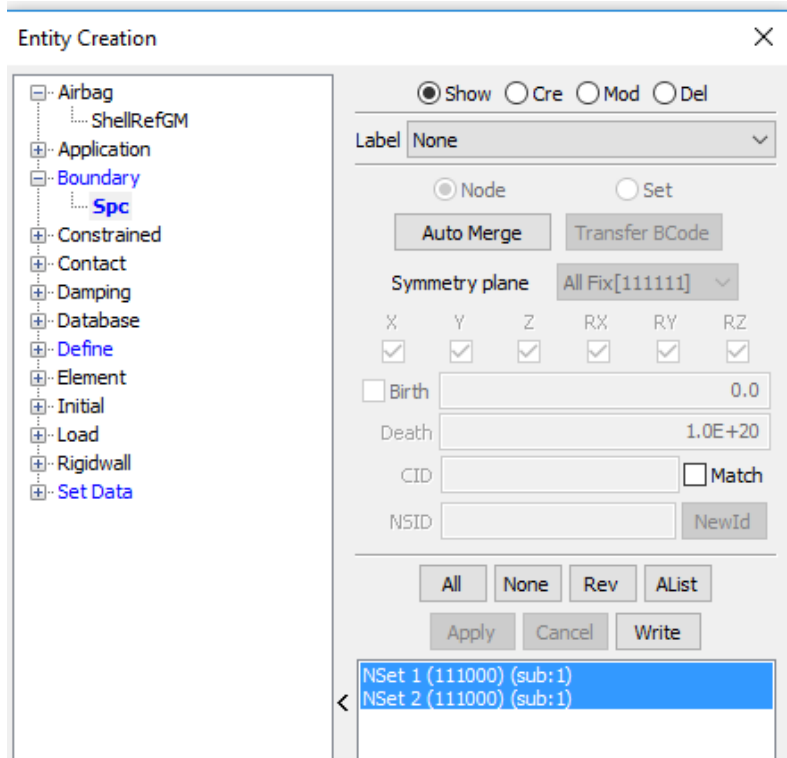 Entity Creation
Airbag
ShellRefGM
Application
Boundary
Spc
Constrained
Contact
Damping
Database
Define
Element
Initial
Load
Rigidwall
Set Data
Show Cre Mod Del
Label None
Node Set
Auto Merge Transfer BCode
Symmetry plane All Fix[111111]
X Y Z RX RY RZ
Birth 0.0
Death 1.0E+20
CID Match
NSID NewId
All None Rev AList
Apply Cancel Write
NSet 1 (111000) (sub:1)
NSet 2 (111000) (sub:1)